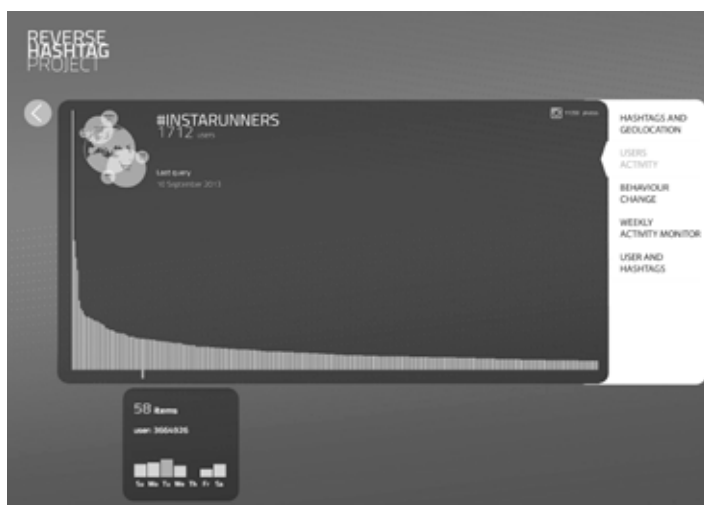 REVERSE
HASHTAG
PROJECT
#INSTARUNNERS
1712 users
Last query
10 September 2013
HASHTAGS AND
GEOLOCATION
USERS
ACTIVITY
BEHAVIOUR
CHANGE
WEEKLY
ACTIVITY MONITOR
USER AND
HASHTAGS
58 items
user: 3664926
Su Mo Tu We Th Fr Sa